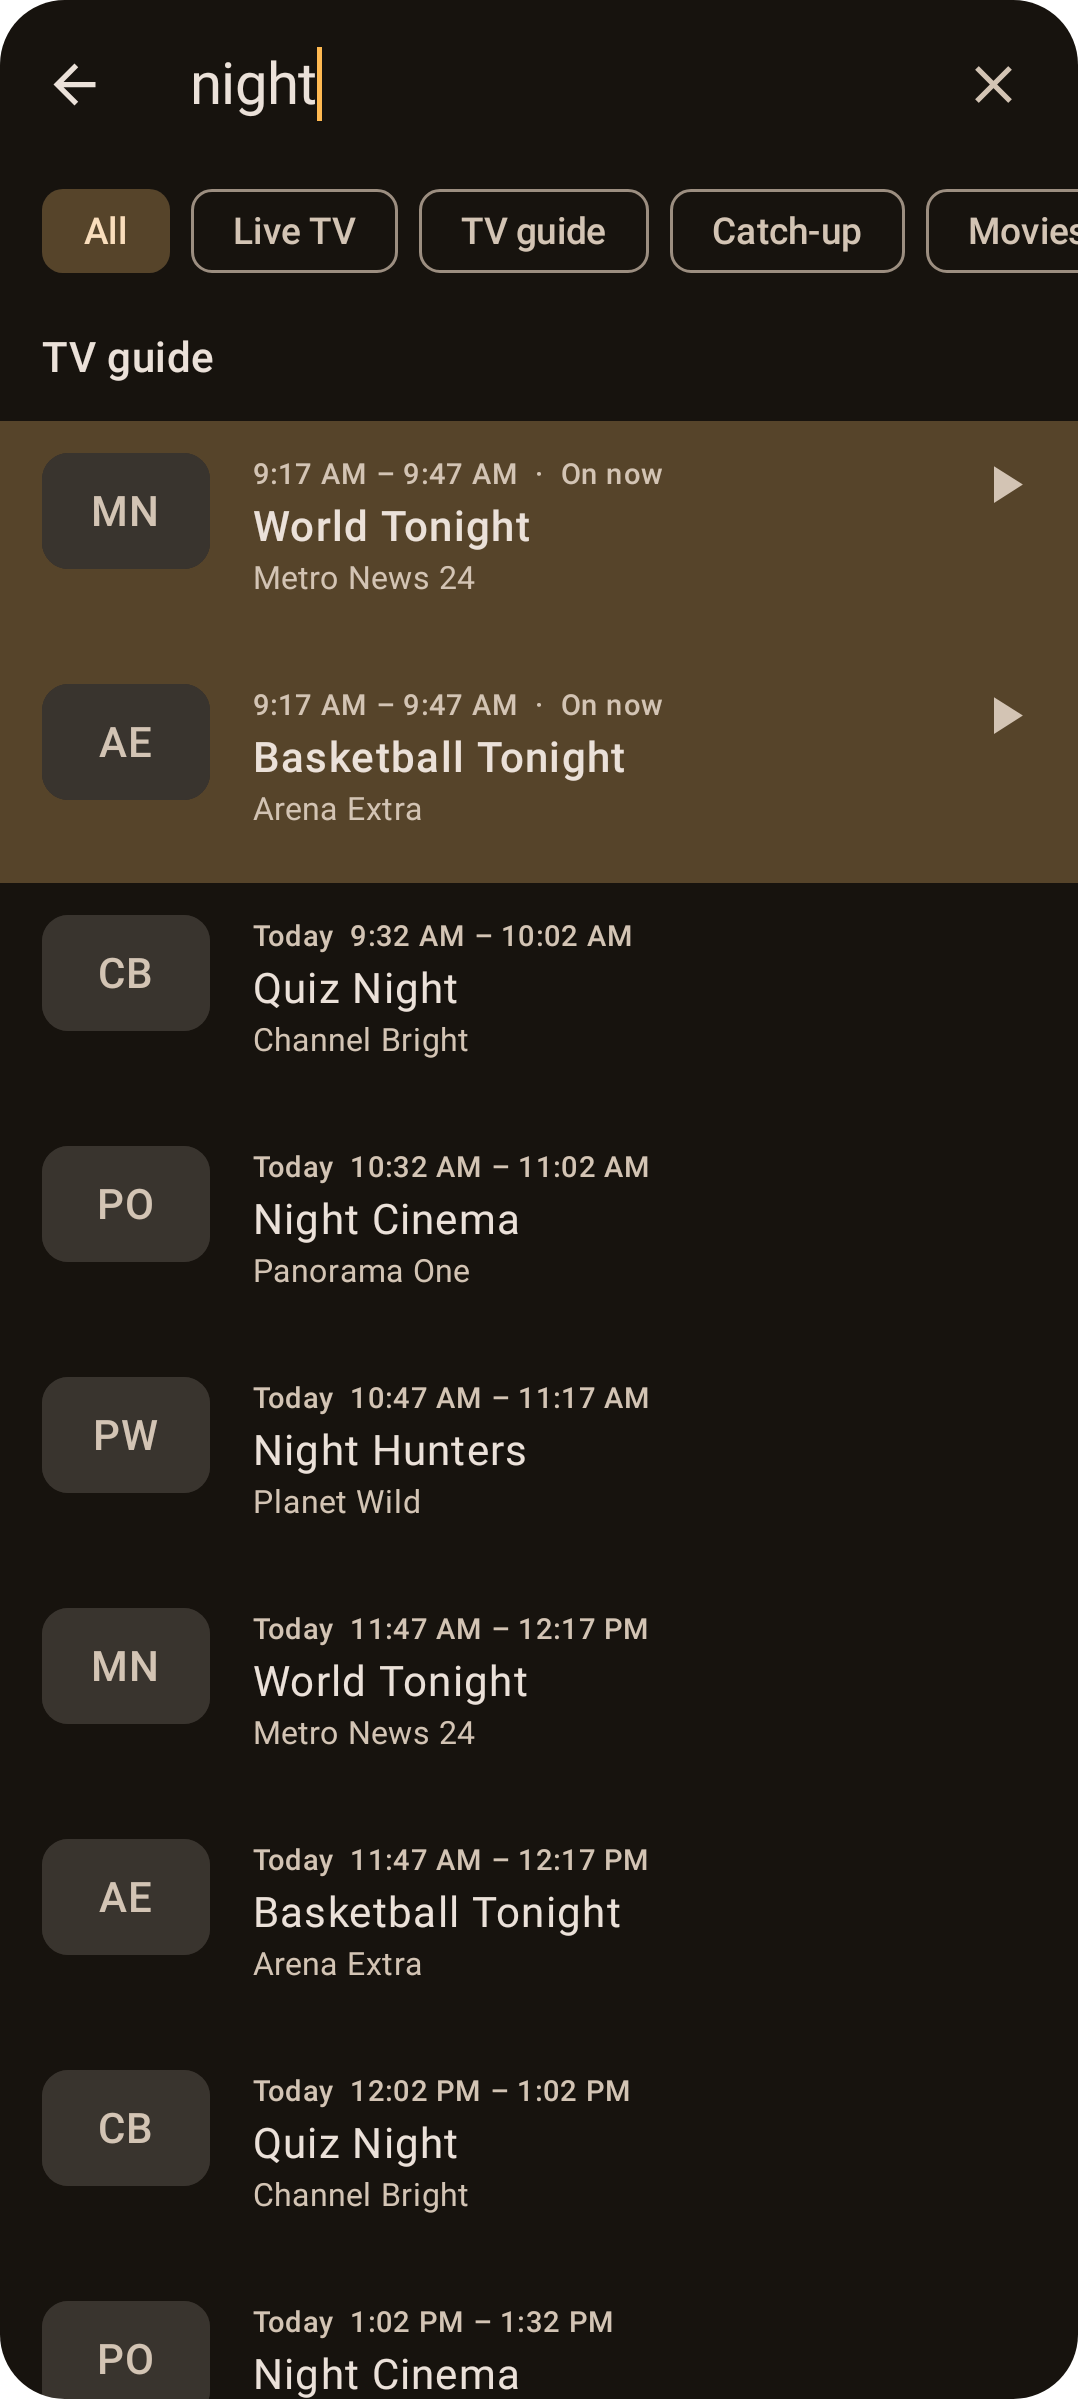 night
All Live TV TV guide Catch-up Movies
TV guide
MN
9:17 AM – 9:47 AM · On now
World Tonight
Metro News 24
AE
9:17 AM – 9:47 AM · On now
Basketball Tonight
Arena Extra
CB
Today 9:32 AM – 10:02 AM
Quiz Night
Channel Bright
PO
Today 10:32 AM – 11:02 AM
Night Cinema
Panorama One
PW
Today 10:47 AM – 11:17 AM
Night Hunters
Planet Wild
MN
Today 11:47 AM – 12:17 PM
World Tonight
Metro News 24
AE
Today 11:47 AM – 12:17 PM
Basketball Tonight
Arena Extra
CB
Today 12:02 PM – 1:02 PM
Quiz Night
Channel Bright
PO
Today 1:02 PM – 1:32 PM
Night Cinema